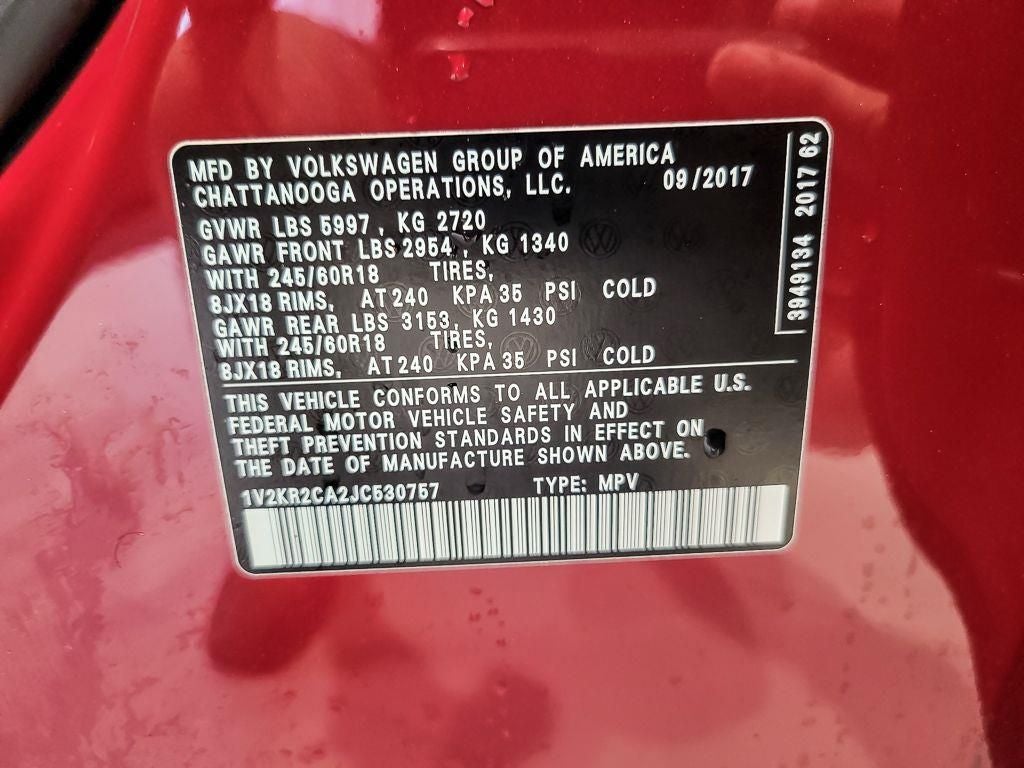 MFD BY VOLKSWAGEN GROUP OF AMERICA
CHATTANOOGA OPERATIONS, LLC. 09/2017
GVWR LBS 5997 , KG 2720
GAWR FRONT LBS 2954 , KG 1340
WITH 245/60R18 TIRES,
8JX18 RIMS, AT 240 KPA 35 PSI COLD
GAWR REAR LBS 3153, KG 1430
WITH 245/60R18 TIRES,
8JX18 RIMS, AT 240 KPA 35 PSI COLD
THIS VEHICLE CONFORMS TO ALL APPLICABLE U.S.
FEDERAL MOTOR VEHICLE SAFETY AND
THEFT PREVENTION STANDARDS IN EFFECT ON
THE DATE OF MANUFACTURE SHOWN ABOVE.
1V2KR2CA2JC530757 TYPE: MPV
3949134 2017 62